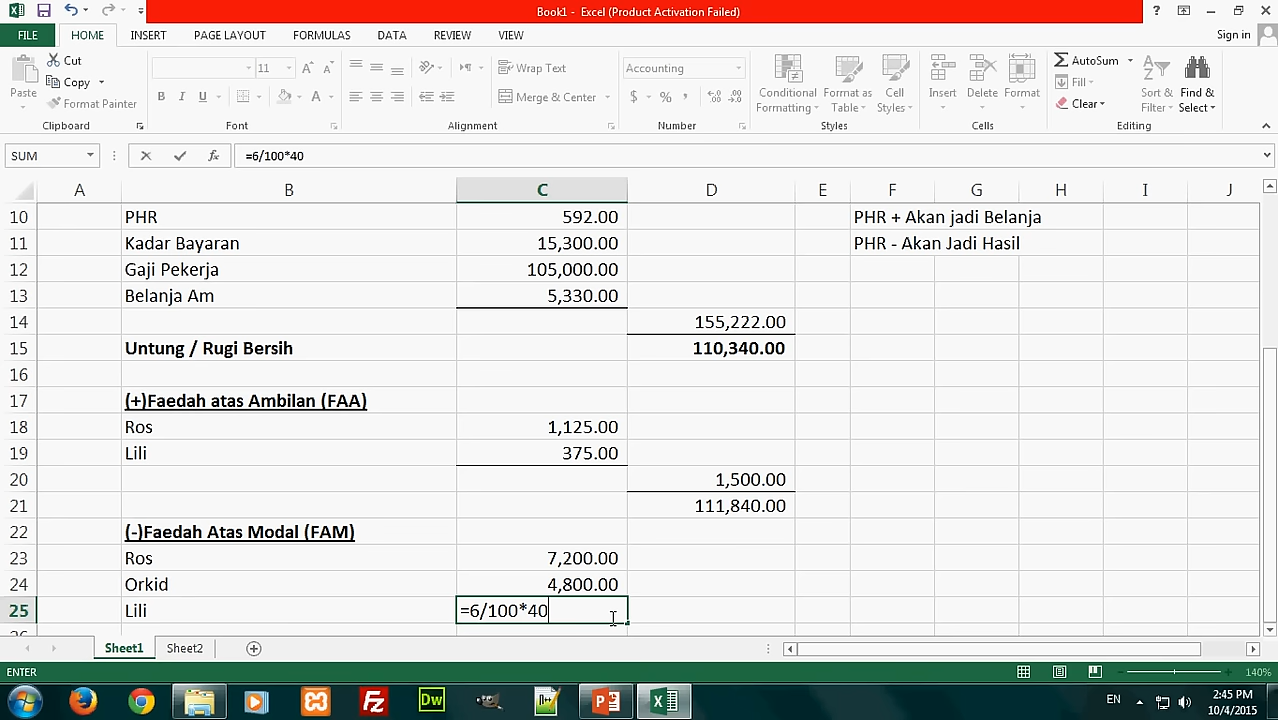 Book1 - Excel (Product Activation Failed)
?
FILE HOME INSERT PAGE LAYOUT FORMULAS DATA REVIEW VIEW Sign in
Paste
Cut
Copy
Format Painter
11
Wrap Text
Merge & Center
Accounting
$ % ,
Conditional Formatting
Format as Table
Cell Styles
Insert
Delete
Format
AutoSum
Fill
Clear
Sort & Filter
Find & Select
Clipboard Font Alignment Number Styles Cells Editing
SUM =6/100*40
A B C D E F G H I J
10 PHR 592.00 PHR + Akan jadi Belanja
11 Kadar Bayaran 15,300.00 PHR - Akan Jadi Hasil
12 Gaji Pekerja 105,000.00
13 Belanja Am 5,330.00
14 155,222.00
15 Untung / Rugi Bersih 110,340.00
16
17 (+)Faedah atas Ambilan (FAA)
18 Ros 1,125.00
19 Lili 375.00
20 1,500.00
21 111,840.00
22 (-)Faedah Atas Modal (FAM)
23 Ros 7,200.00
24 Orkid 4,800.00
25 Lili =6/100*40
Sheet1 Sheet2
ENTER 140%
Dw EN 2:45 PM
10/4/2015